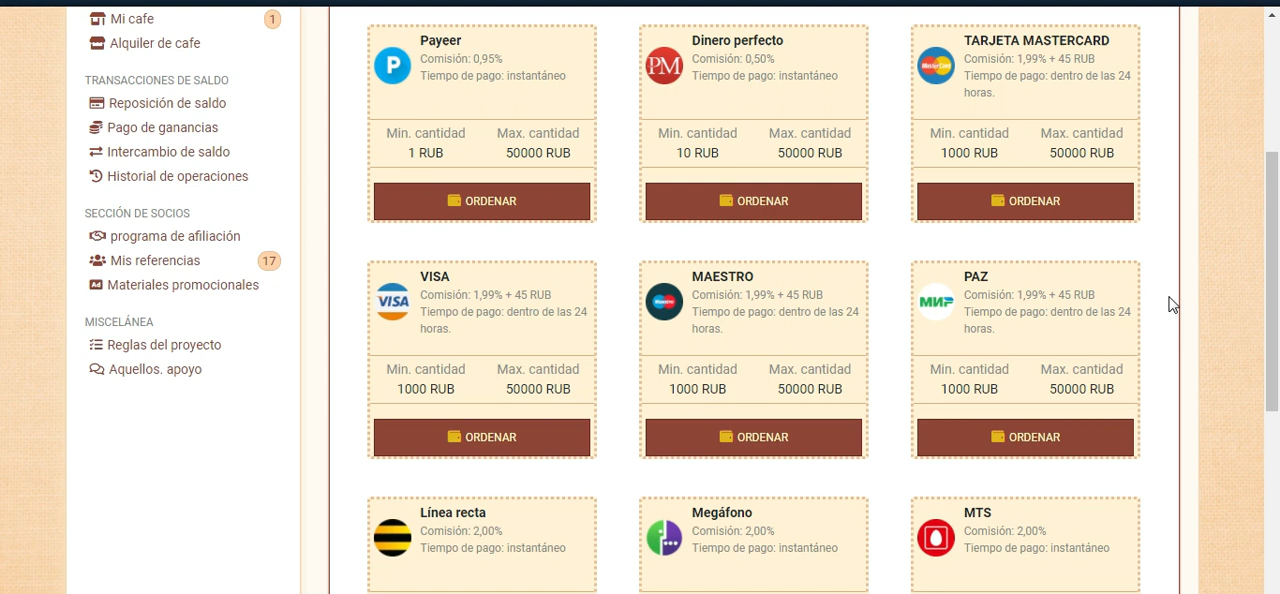 Mi cafe
1
Alquiler de cafe
TRANSACCIONES DE SALDO
Reposición de saldo
Pago de ganancias
Intercambio de saldo
Historial de operaciones
SECCIÓN DE SOCIOS
programa de afiliación
Mis referencias
17
Ad
Materiales promocionales
MISCELÁNEA
Reglas del proyecto
Aquellos. apoyo
P
Payeer
Comisión: 0,95%
Tiempo de pago: instantáneo
Min. cantidad
Max. cantidad
1 RUB
50000 RUB
ORDENAR
PM
Dinero perfecto
Comisión: 0,50%
Tiempo de pago: instantáneo
Min. cantidad
Max. cantidad
10 RUB
50000 RUB
ORDENAR
MasterCard
TARJETA MASTERCARD
Comisión: 1,99% + 45 RUB
Tiempo de pago: dentro de las 24
horas.
Min. cantidad
Max. cantidad
1000 RUB
50000 RUB
ORDENAR
VISA
VISA
Comisión: 1,99% + 45 RUB
Tiempo de pago: dentro de las 24
horas.
Min. cantidad
Max. cantidad
1000 RUB
50000 RUB
ORDENAR
Maestro
MAESTRO
Comisión: 1,99% + 45 RUB
Tiempo de pago: dentro de las 24
horas.
Min. cantidad
Max. cantidad
1000 RUB
50000 RUB
ORDENAR
МИР
PAZ
Comisión: 1,99% + 45 RUB
Tiempo de pago: dentro de las 24
horas.
Min. cantidad
Max. cantidad
1000 RUB
50000 RUB
ORDENAR
Línea recta
Comisión: 2,00%
Tiempo de pago: instantáneo
Megáfono
Comisión: 2,00%
Tiempo de pago: instantáneo
MTS
Comisión: 2,00%
Tiempo de pago: instantáneo